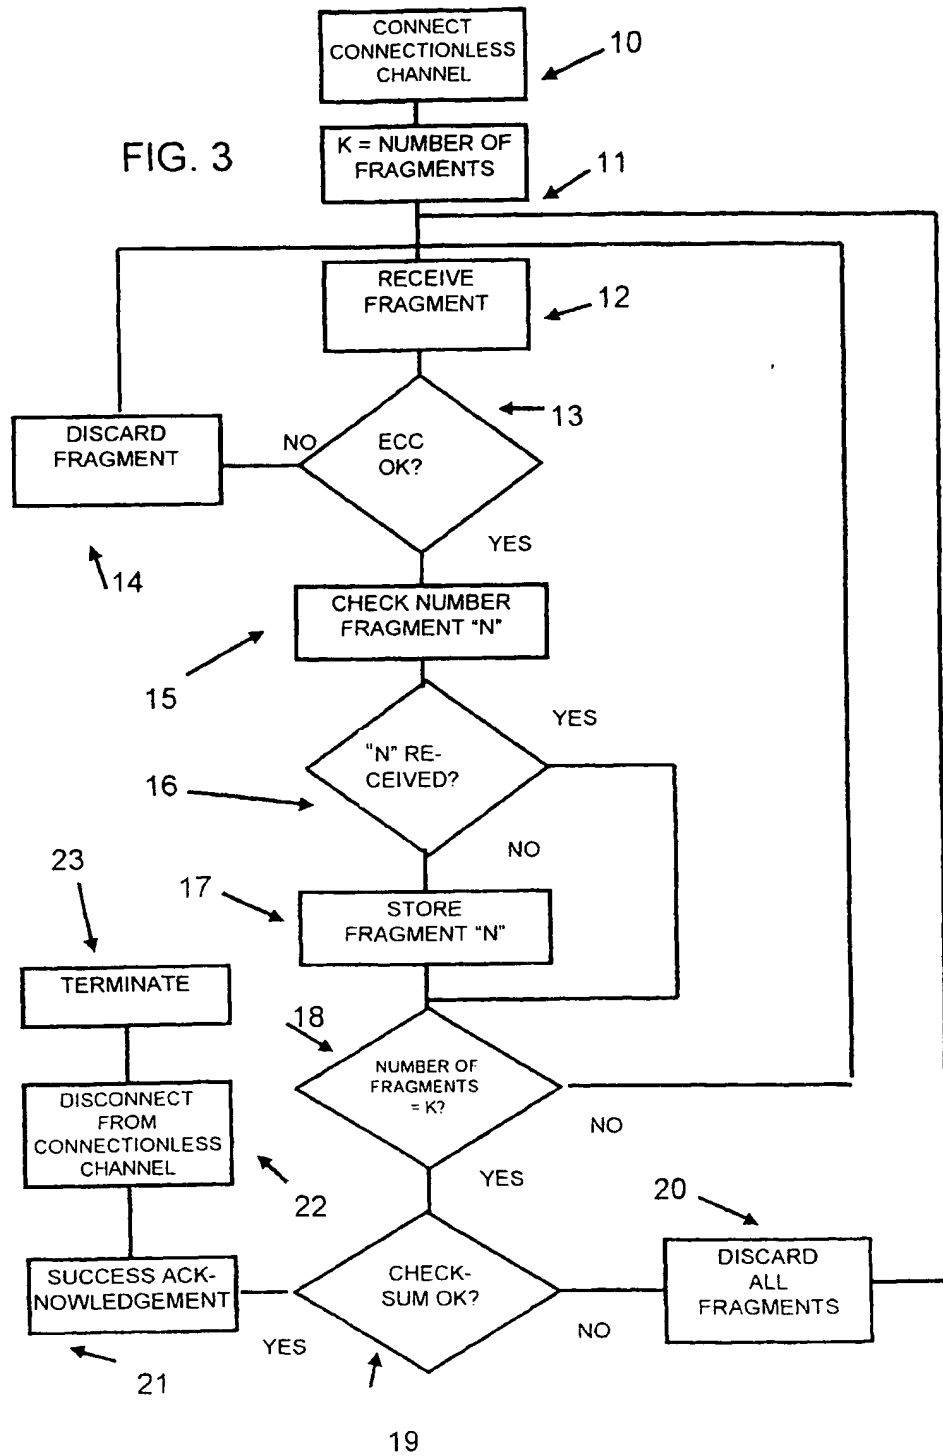 CONNECT
CONNECTIONLESS
CHANNEL
10
FIG. 3
K = NUMBER OF
FRAGMENTS
11
RECEIVE
FRAGMENT
12
13
DISCARD
FRAGMENT
NO
ECC
OK?
14
YES
CHECK NUMBER
FRAGMENT "N"
15
YES
"N" RE-
CEIVED?
16
NO
23
17
STORE
FRAGMENT "N"
TERMINATE
18
NUMBER OF
FRAGMENTS
= K?
NO
DISCONNECT
FROM
CONNECTIONLESS
CHANNEL
22
YES
20
SUCCESS ACK-
NOWLEDGEMENT
CHECK-
SUM OK?
DISCARD
ALL
FRAGMENTS
YES
NO
21
19